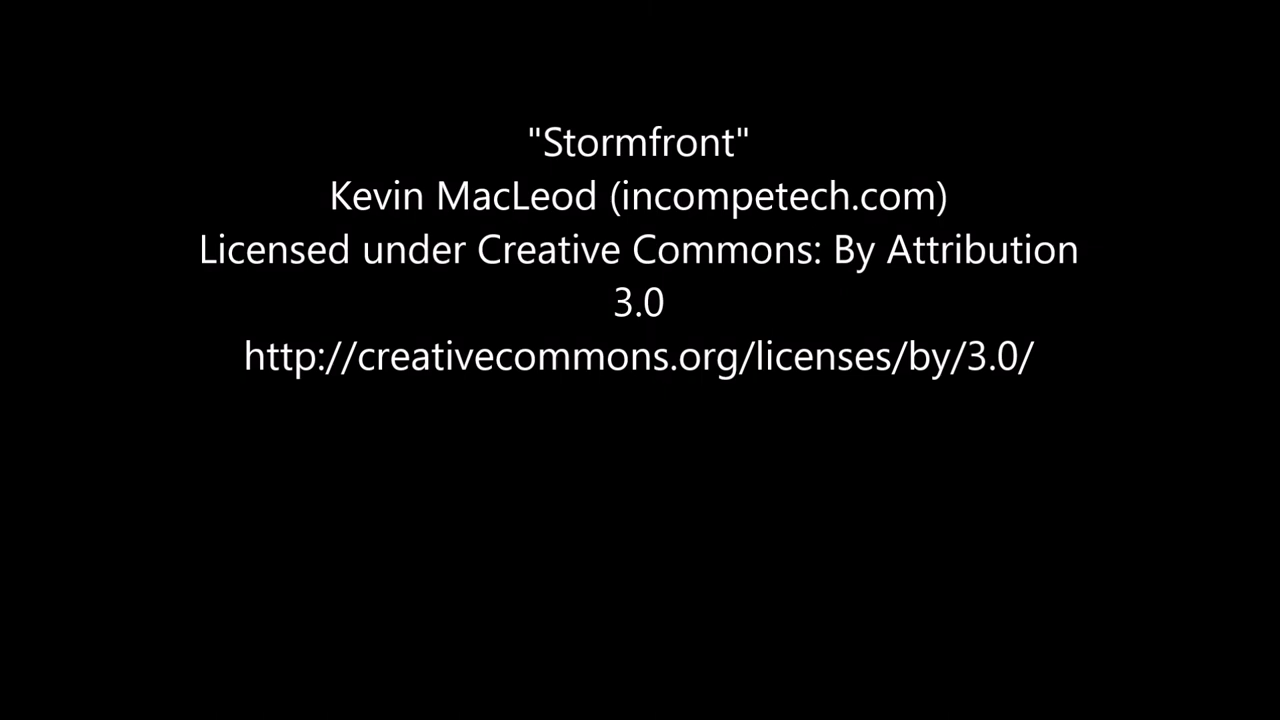 "Stormfront"
Kevin MacLeod (incompetech.com)
Licensed under Creative Commons: By Attribution
3.0
http://creativecommons.org/licenses/by/3.0/